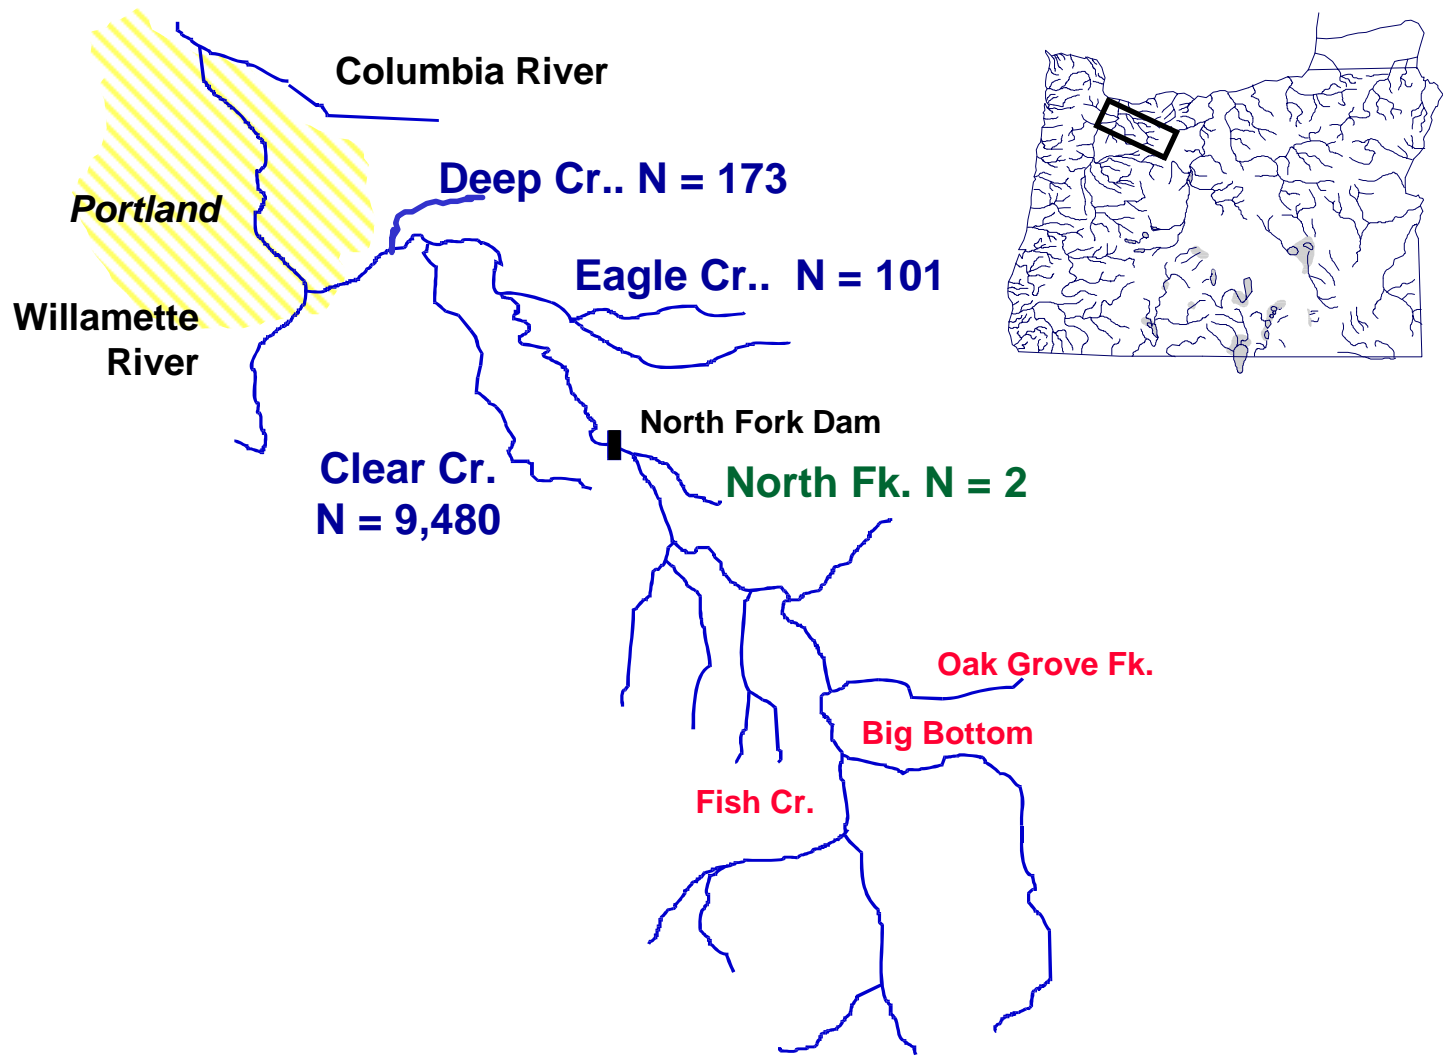 Columbia River
Deep Cr.. N = 173
Portland
Eagle Cr..  N = 101
Willamette
River
North Fork Dam
Clear Cr.
N = 9,480
North Fk. N = 2
Oak Grove Fk.
Big Bottom
Fish Cr.